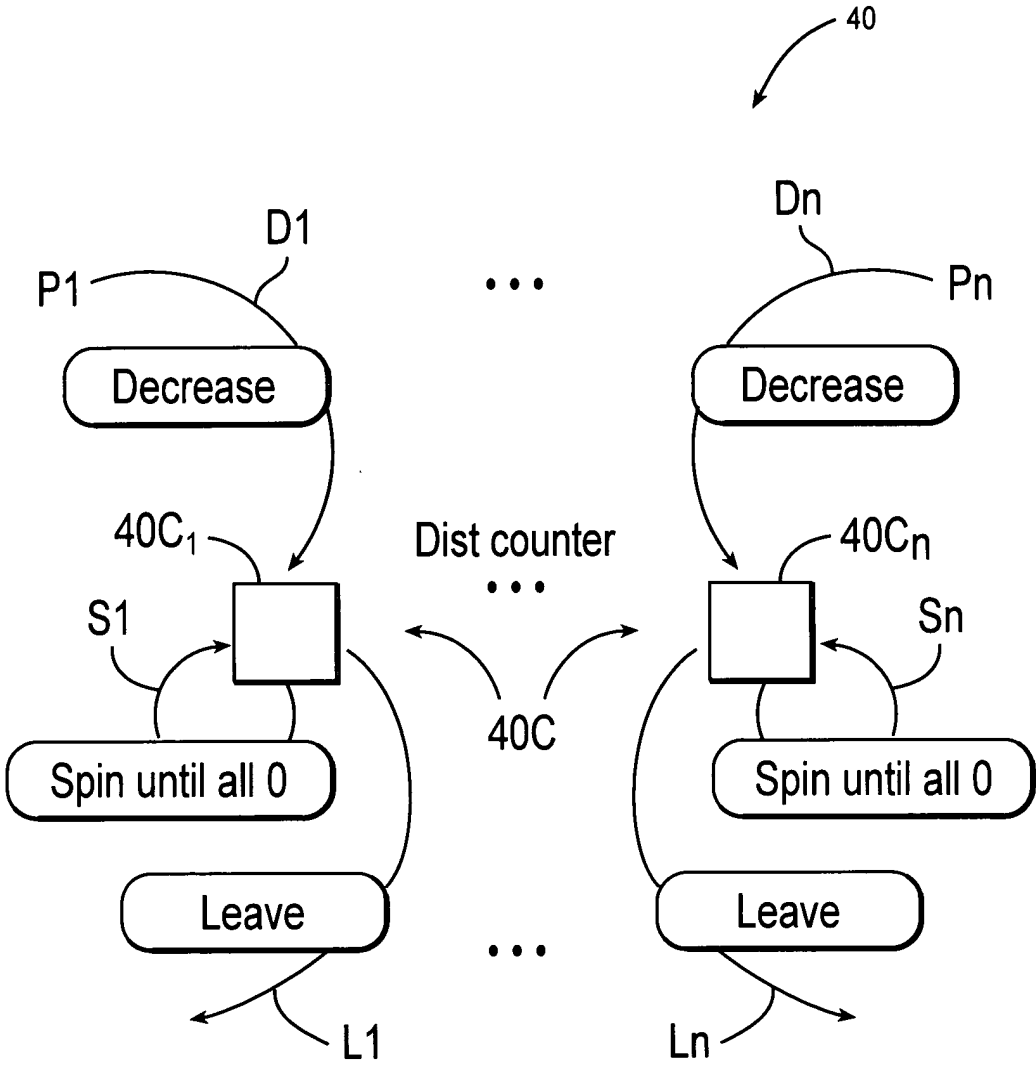 40
D1
Dn
P1
...
Pn
Decrease
Decrease
40C₁
Dist counter
40Cn
...
S1
Sn
40C
Spin until all 0
Spin until all 0
Leave
Leave
...
L1
Ln